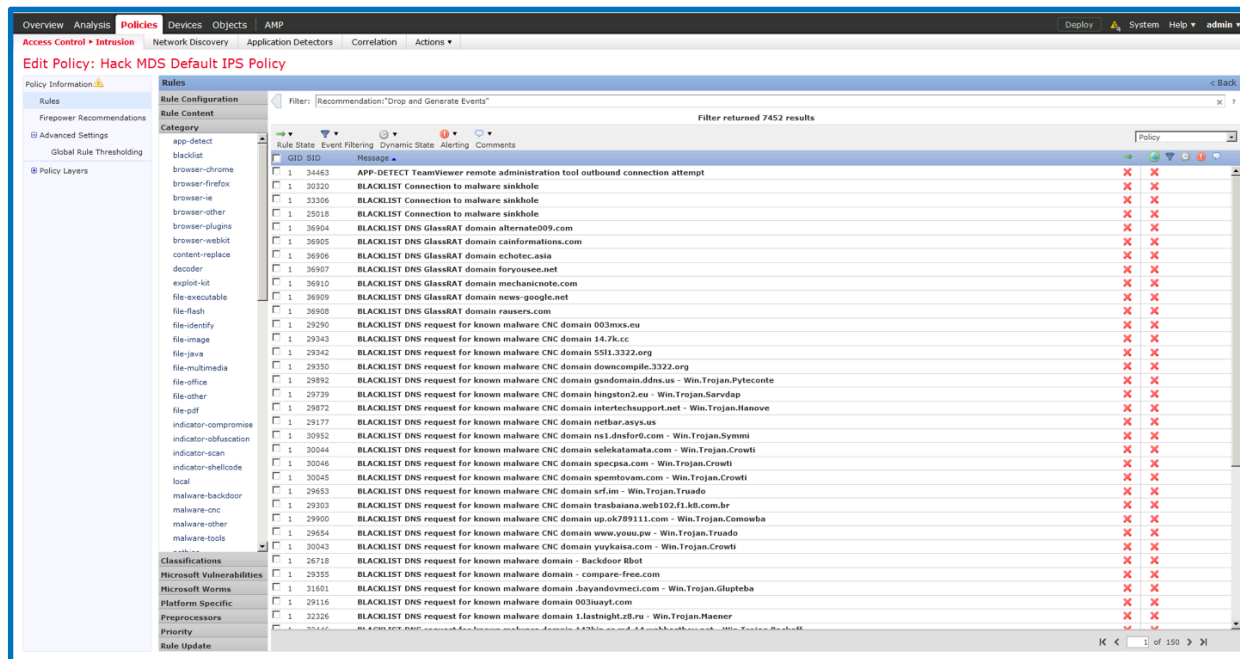 Overview Analysis Policies Devices Objects AMP Deploy System Help admin
Access Control Intrusion Network Discovery Application Detectors Correlation Actions
Edit Policy: Hack MDS Default IPS Policy
Policy Information
Rules
Firepower Recommendations
Advanced Settings
Global Rule Thresholding
Policy Layers
Rules < Back
Rule Configuration
Rule Content
Category
app-detect
blacklist
browser-chrome
browser-firefox
browser-ie
browser-other
browser-plugins
browser-webkit
content-replace
decoder
exploit-kit
file-executable
file-flash
file-identify
file-image
file-java
file-multimedia
file-office
file-other
file-pdf
indicator-compromise
indicator-obfuscation
indicator-scan
indicator-shellcode
local
malware-backdoor
malware-cnc
malware-other
malware-tools
Classifications
Microsoft Vulnerabilities
Microsoft Worms
Platform Specific
Preprocessors
Priority
Rule Update
Filter: Recommendation:"Drop and Generate Events" x ?
Filter returned 7452 results
Rule State Event Filtering Dynamic State Alerting Comments
Policy
GID SID Message
1 34463 APP-DETECT TeamViewer remote administration tool outbound connection attempt
1 30320 BLACKLIST Connection to malware sinkhole
1 33306 BLACKLIST Connection to malware sinkhole
1 25018 BLACKLIST Connection to malware sinkhole
1 36904 BLACKLIST DNS GlassRAT domain alternate009.com
1 36905 BLACKLIST DNS GlassRAT domain cainformations.com
1 36906 BLACKLIST DNS GlassRAT domain echotec.asia
1 36907 BLACKLIST DNS GlassRAT domain foryousee.net
1 36910 BLACKLIST DNS GlassRAT domain mechanicnote.com
1 36909 BLACKLIST DNS GlassRAT domain news-google.net
1 36908 BLACKLIST DNS GlassRAT domain rausers.com
1 29290 BLACKLIST DNS request for known malware CNC domain 003mxs.eu
1 29343 BLACKLIST DNS request for known malware CNC domain 14.7k.cc
1 29342 BLACKLIST DNS request for known malware CNC domain 55l1.3322.org
1 29350 BLACKLIST DNS request for known malware CNC domain downcompile.3322.org
1 29892 BLACKLIST DNS request for known malware CNC domain gsndomain.ddns.us - Win.Trojan.Pyteconte
1 29739 BLACKLIST DNS request for known malware CNC domain hingston2.eu - Win.Trojan.Sarvdap
1 29872 BLACKLIST DNS request for known malware CNC domain intertechsupport.net - Win.Trojan.Hanove
1 29177 BLACKLIST DNS request for known malware CNC domain netbar.asys.us
1 30952 BLACKLIST DNS request for known malware CNC domain ns1.dnsfor0.com - Win.Trojan.Symmi
1 30044 BLACKLIST DNS request for known malware CNC domain selekatamata.com - Win.Trojan.Crowti
1 30046 BLACKLIST DNS request for known malware CNC domain specpsa.com - Win.Trojan.Crowti
1 30045 BLACKLIST DNS request for known malware CNC domain spemtovam.com - Win.Trojan.Crowti
1 29653 BLACKLIST DNS request for known malware CNC domain srf.im - Win.Trojan.Truado
1 29303 BLACKLIST DNS request for known malware CNC domain trasbaiana.web102.f1.k8.com.br
1 29900 BLACKLIST DNS request for known malware CNC domain up.ok789111.com - Win.Trojan.Comowba
1 29654 BLACKLIST DNS request for known malware CNC domain www.youu.pw - Win.Trojan.Truado
1 30043 BLACKLIST DNS request for known malware CNC domain yuykaisa.com - Win.Trojan.Crowti
1 26718 BLACKLIST DNS request for known malware domain - Backdoor Rbot
1 29355 BLACKLIST DNS request for known malware domain - compare-free.com
1 31601 BLACKLIST DNS request for known malware domain .bayandovmeci.com - Win.Trojan.Glupteba
1 29116 BLACKLIST DNS request for known malware domain 003iuayt.com
1 32326 BLACKLIST DNS request for known malware domain 1.lastnight.z8.ru - Win.Trojan.Maener
1 of 150